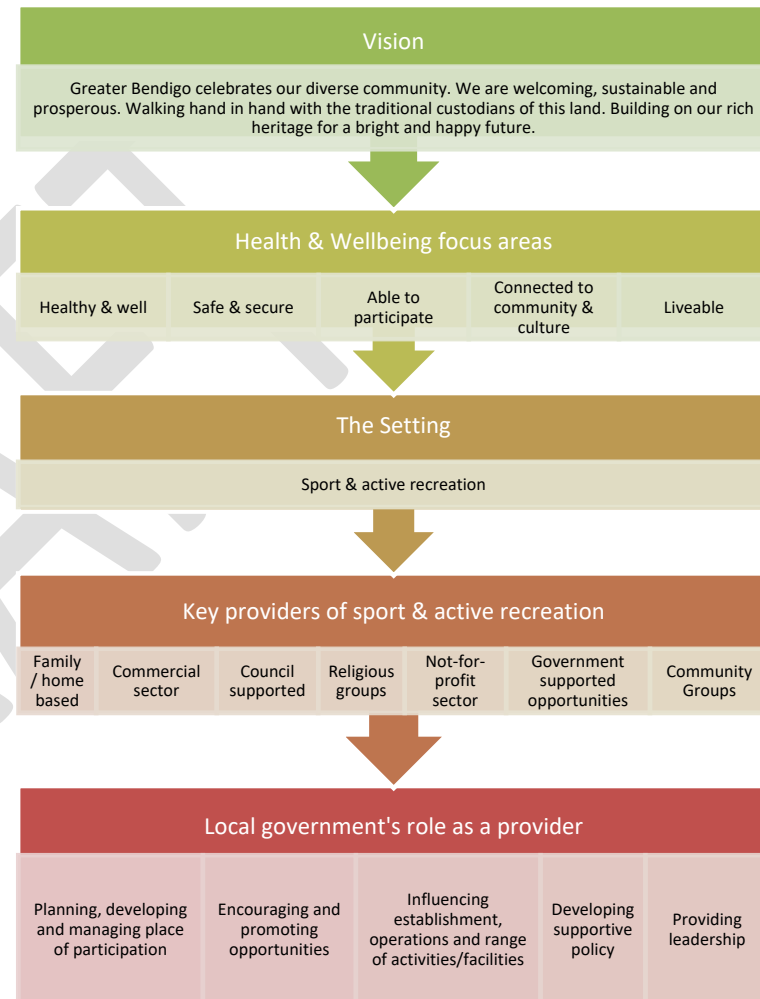 Vision
Greater Bendigo celebrates our diverse community. We are welcoming, sustainable and
prosperous. Walking hand in hand with the traditional custodians of this land. Building on our rich
heritage for a bright and happy future.
Health & Wellbeing focus areas
Healthy & well
Safe & secure
Able to
participate
Connected to
community &
culture
Liveable
The Setting
Sport & active recreation
Key providers of sport & active recreation
Family
/ home
based
Commercial
sector
Council
supported
Religious
groups
Not-for-
profit
sector
Government
supported
opportunities
Community
Groups
Local government's role as a provider
Planning, developing
and managing place
of participation
Encouraging and
promoting
opportunities
Influencing
establishment,
operations and range
of activities/facilities
Developing
supportive
policy
Providing
leadership